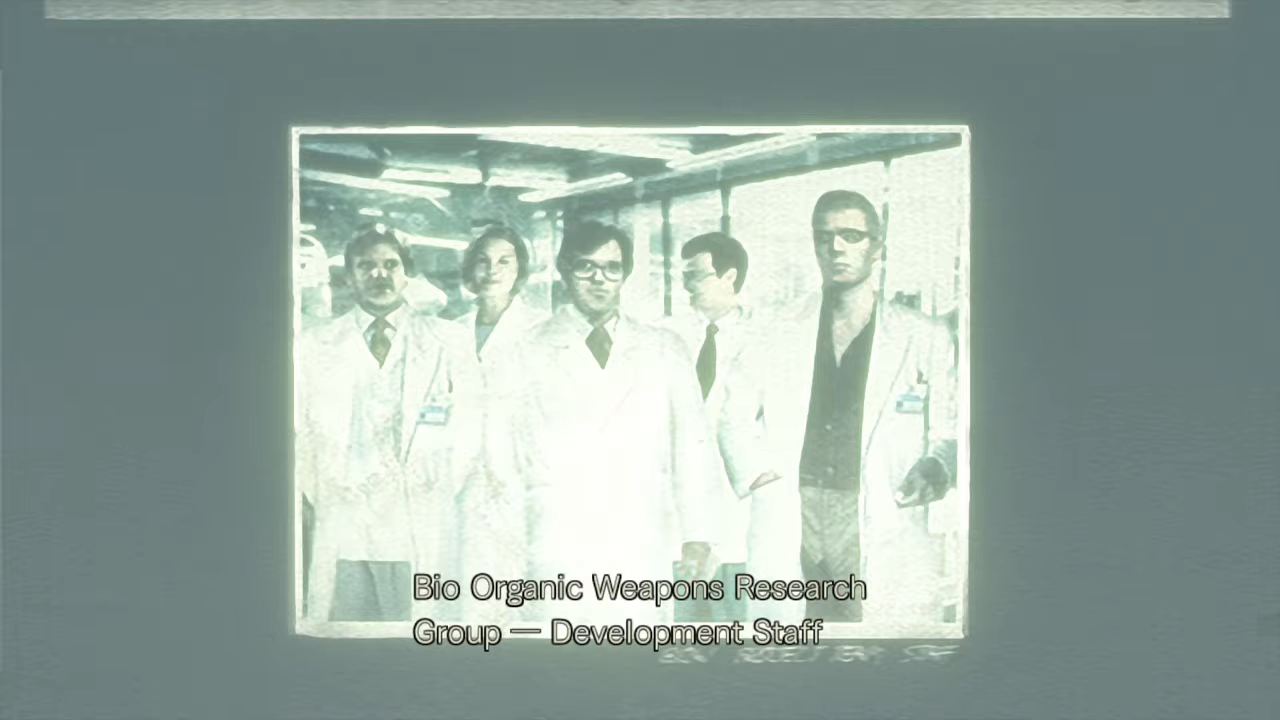 Bio Organic Weapons Research
Group — Development Staff